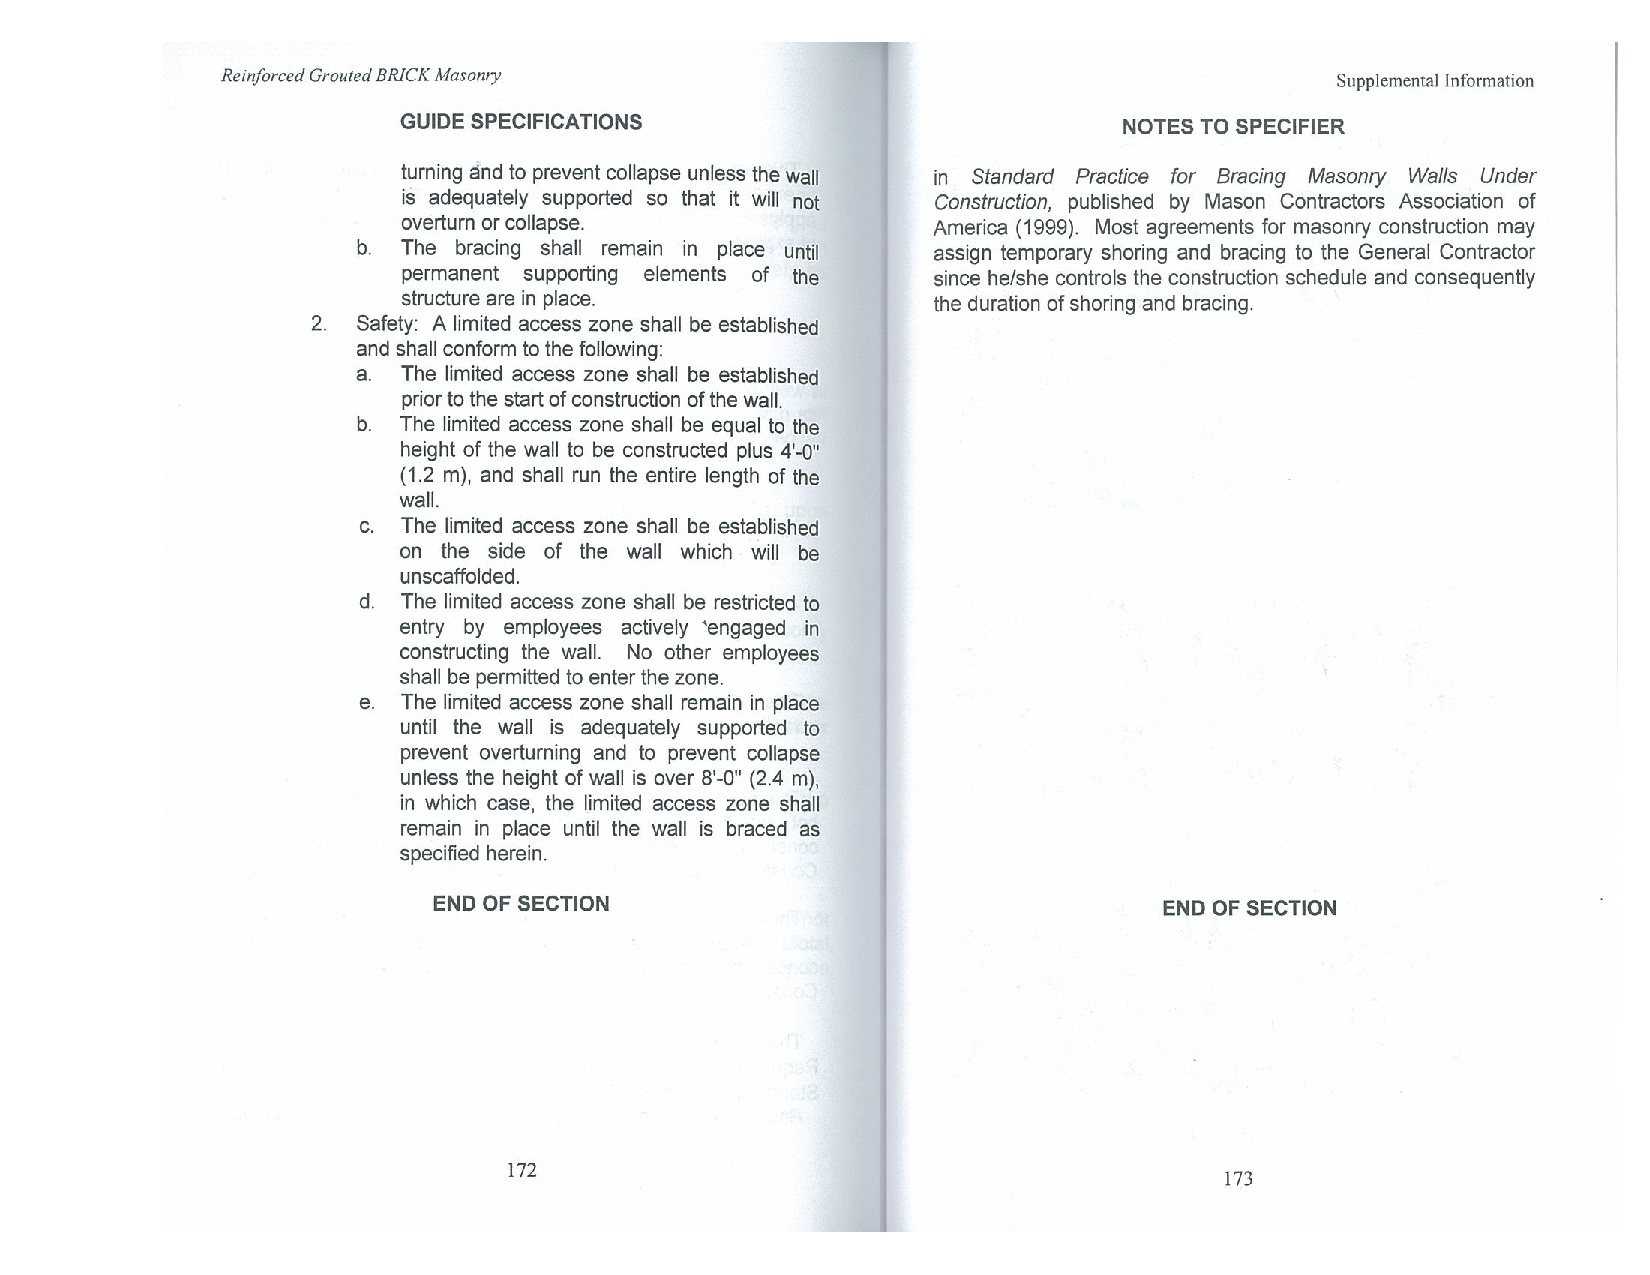 Reinforced Grouted BRICK Masonry
GUIDE SPECIFICATIONS
turning and to prevent collapse unless the wall
is adequately supported so that it will not
overturn or collapse.
b. The bracing shall remain in place until
permanent supporting elements of the
structure are in place.
2. Safety: A limited access zone shall be established
and shall conform to the following:
a. The limited access zone shall be established
prior to the start of construction of the wall.
b. The limited access zone shall be equal to the
height of the wall to be constructed plus 4'-0"
(1.2 m), and shall run the entire length of the
wall.
c. The limited access zone shall be established
on the side of the wall which will be
unscaffolded.
d. The limited access zone shall be restricted to
entry by employees actively engaged in
constructing the wall. No other employees
shall be permitted to enter the zone.
e. The limited access zone shall remain in place
until the wall is adequately supported to
prevent overturning and to prevent collapse
unless the height of wall is over 8'-0" (2.4 m),
in which case, the limited access zone shall
remain in place until the wall is braced as
specified herein.
END OF SECTION
172
Supplemental Information
NOTES TO SPECIFIER
in Standard Practice for Bracing Masonry Walls Under
Construction, published by Mason Contractors Association of
America (1999). Most agreements for masonry construction may
assign temporary shoring and bracing to the General Contractor
since he/she controls the construction schedule and consequently
the duration of shoring and bracing.
END OF SECTION
173